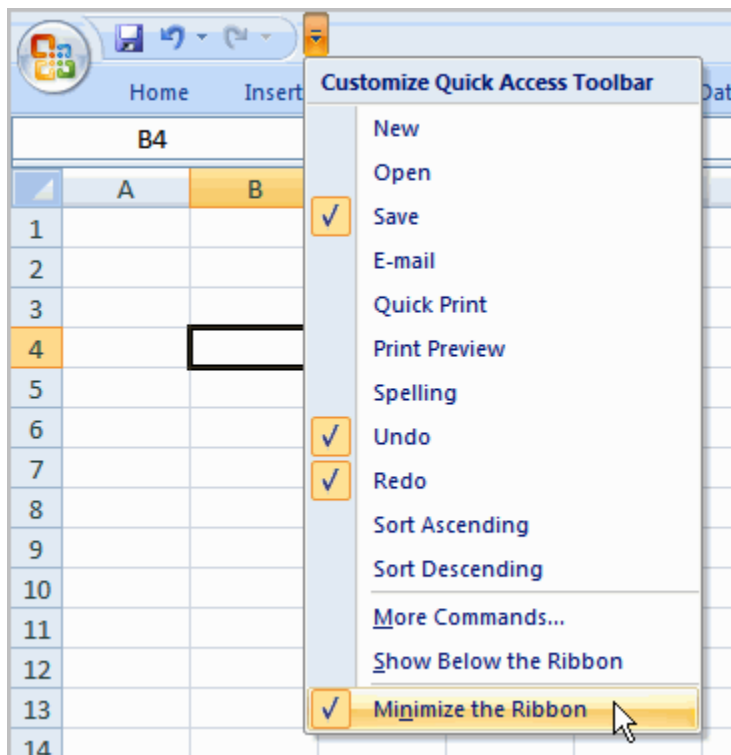 Customize Quick Access Toolbar
Home Insert Dat
B4
New
A B
Open
1
Save
2
E-mail
3
Quick Print
4
Print Preview
5
Spelling
6
Undo
7
Redo
8
Sort Ascending
9
Sort Descending
10
More Commands...
11
Show Below the Ribbon
12
13
Minimize the Ribbon
14